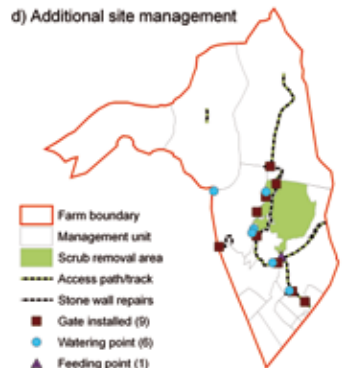 d) Additional site management
Farm boundary
Management unit
Scrub removal area
Access path/track
Stone wall repairs
Gate installed (9)
Watering point (6)
Feeding point (1)